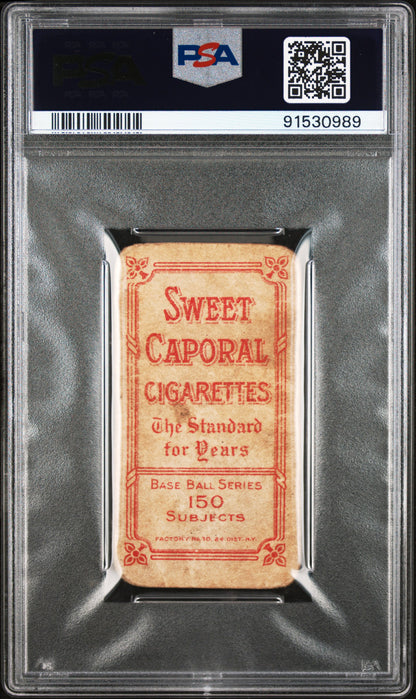 PSA
91530989
SWEET
CAPORAL
CIGARETTES
The Standard
for Years
BASE BALL SERIES
150
SUBJECTS
FACTORY No 30, 2d DIST. N.Y.